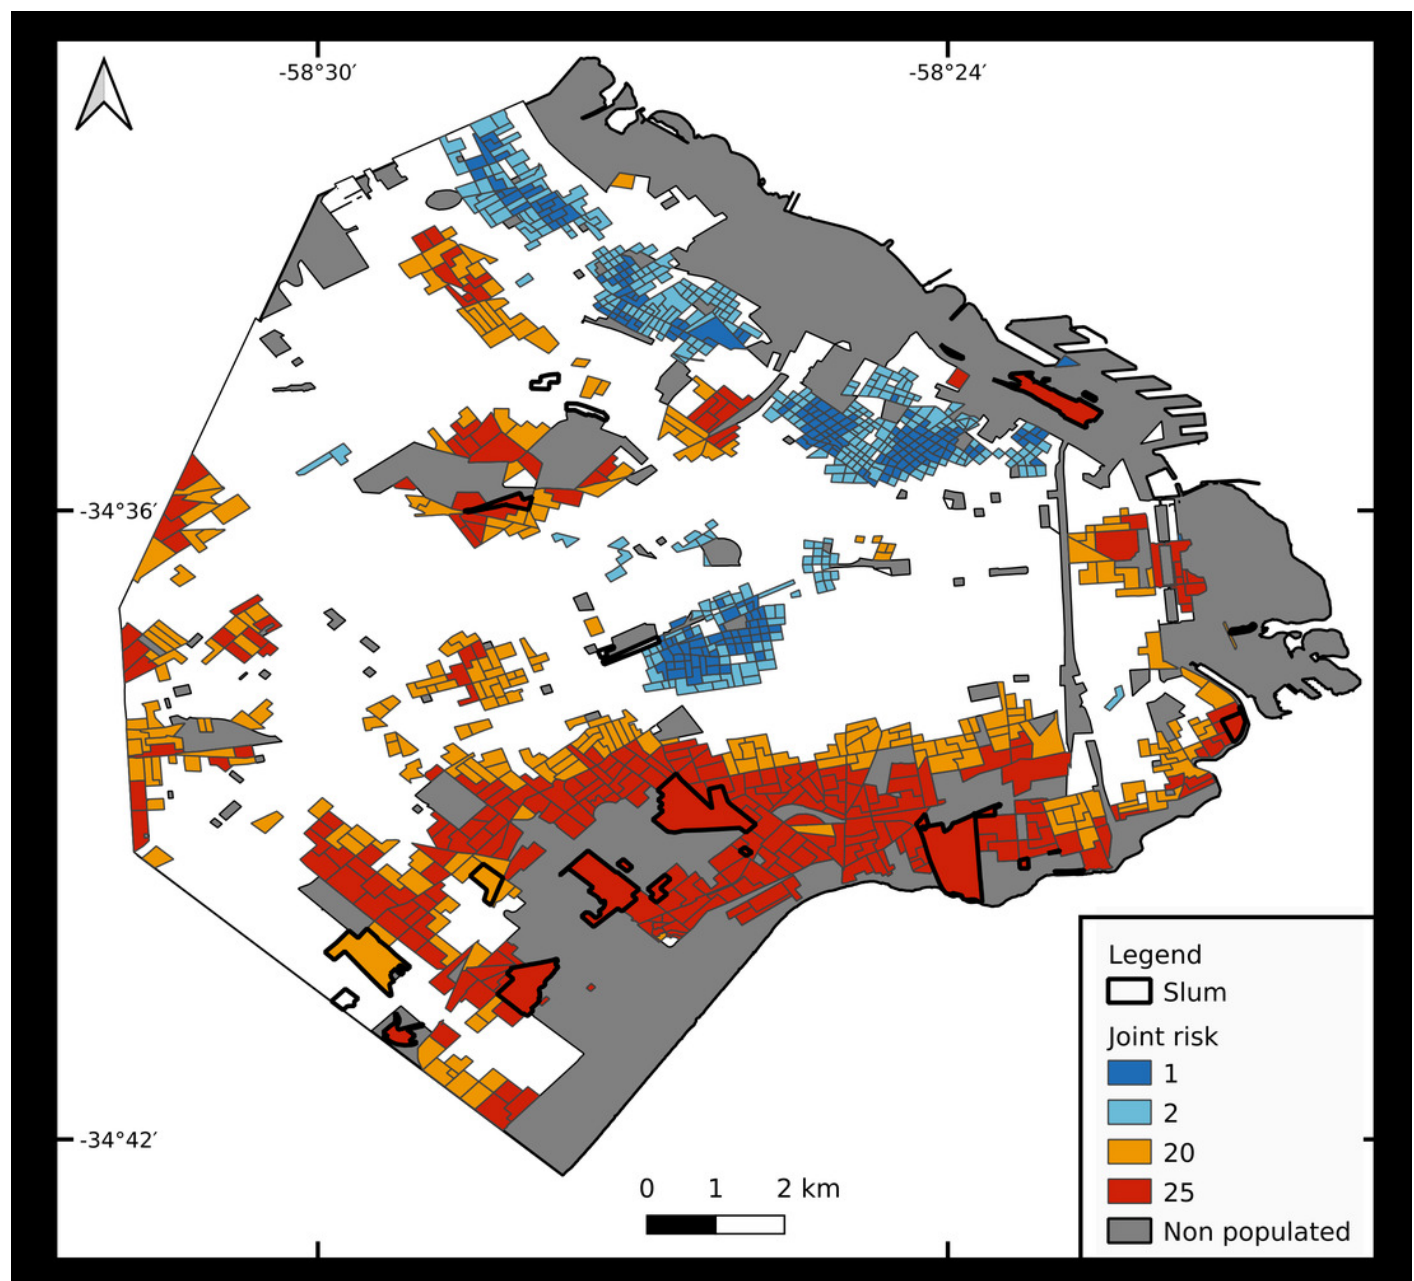 -58°30′
-58°24′
-34°36′
-34°42′
0 1 2 km
Legend
Slum
Joint risk
1
2
20
25
Non populated